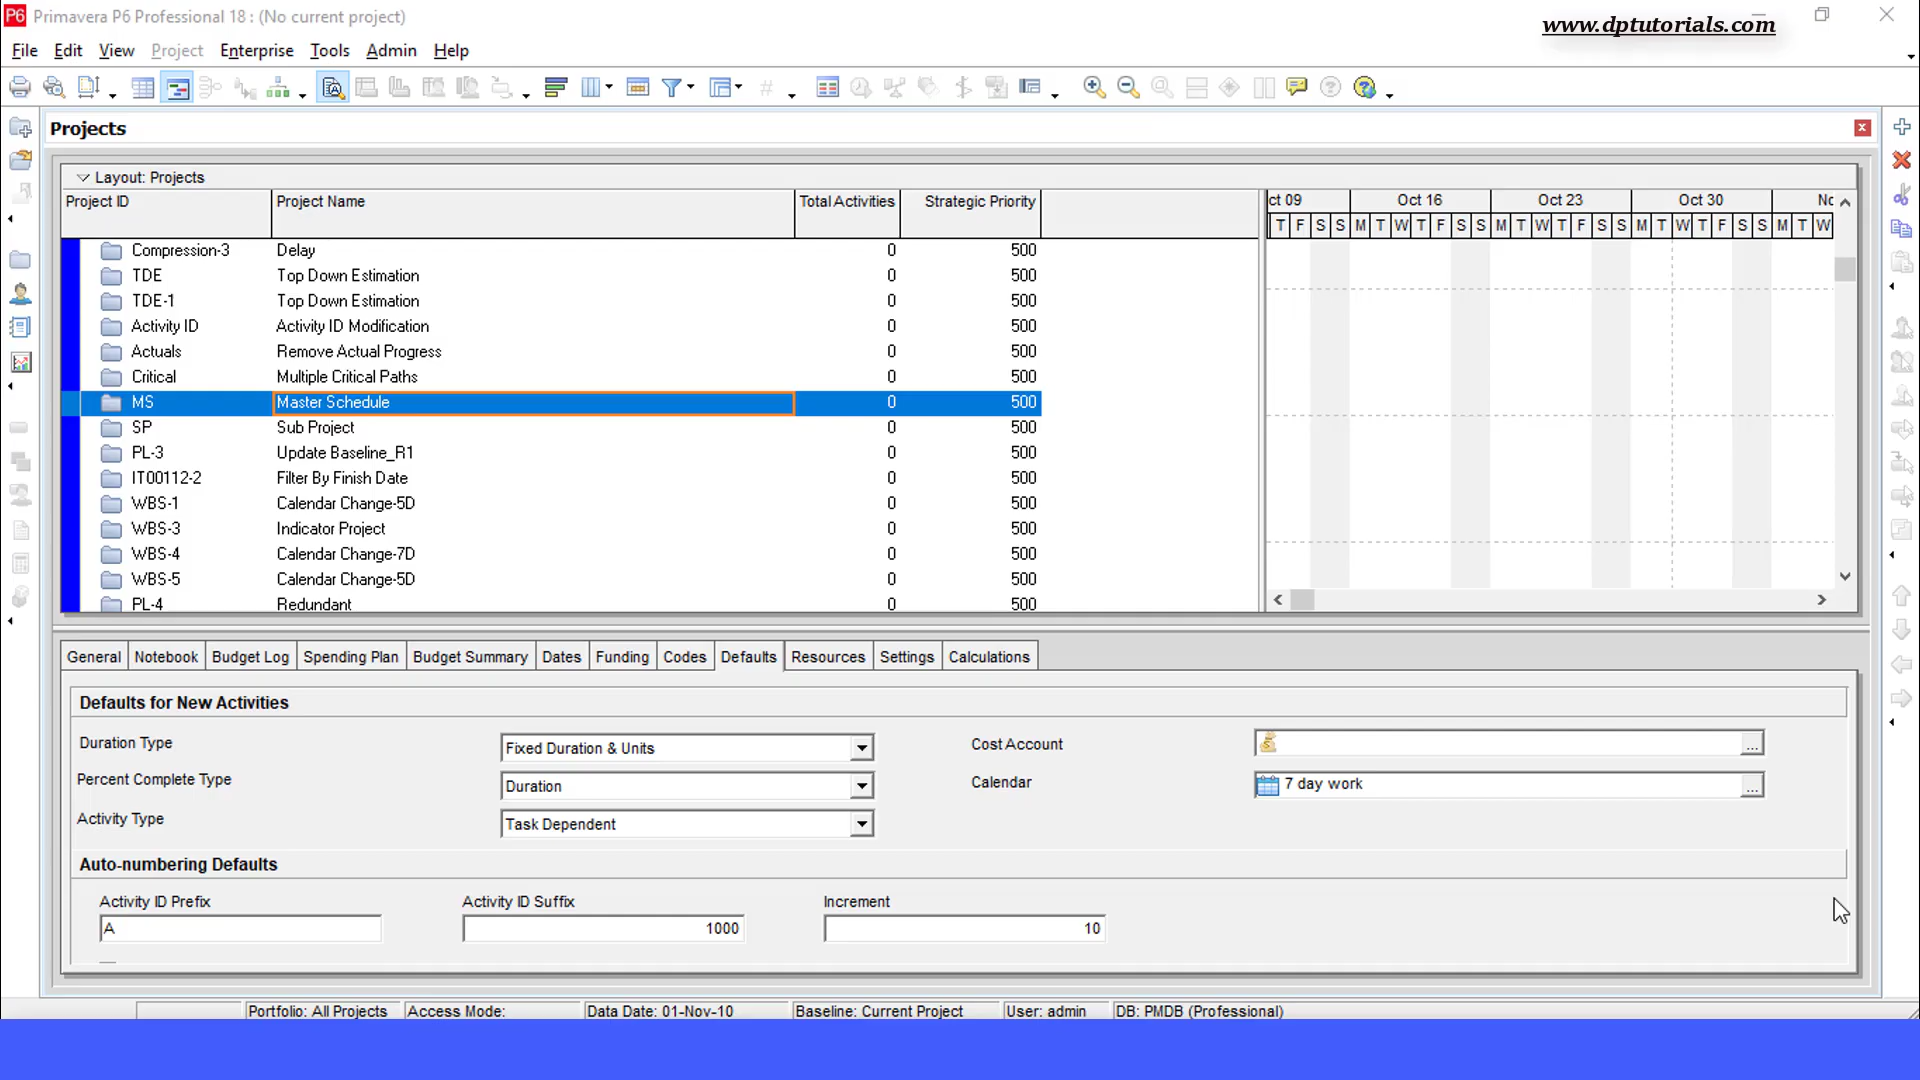 Primavera P6 Professional 18 : (No current project)
www.dptutorials.com
File Edit View Project Enterprise Tools Admin Help
Projects
Layout: Projects
Project ID Project Name Total Activities Strategic Priority
ct 09 Oct 16 Oct 23 Oct 30 No
T F S S M T W T F S S M T W T F S S M T W T F S S M T W
Compression-3 Delay 0 500
TDE Top Down Estimation 0 500
TDE-1 Top Down Estimation 0 500
Activity ID Activity ID Modification 0 500
Actuals Remove Actual Progress 0 500
Critical Multiple Critical Paths 0 500
MS Master Schedule 0 500
SP Sub Project 0 500
PL-3 Update Baseline_R1 0 500
IT00112-2 Filter By Finish Date 0 500
WBS-1 Calendar Change-5D 0 500
WBS-3 Indicator Project 0 500
WBS-4 Calendar Change-7D 0 500
WBS-5 Calendar Change-5D 0 500
PL-4 Redundant 0 500
General Notebook Budget Log Spending Plan Budget Summary Dates Funding Codes Defaults Resources Settings Calculations
Defaults for New Activities
Duration Type Fixed Duration & Units Cost Account ...
Percent Complete Type Duration Calendar 7 day work ...
Activity Type Task Dependent
Auto-numbering Defaults
Activity ID Prefix Activity ID Suffix Increment
A 1000 10
Portfolio: All Projects Access Mode: Data Date: 01-Nov-10 Baseline: Current Project User: admin DB: PMDB (Professional)